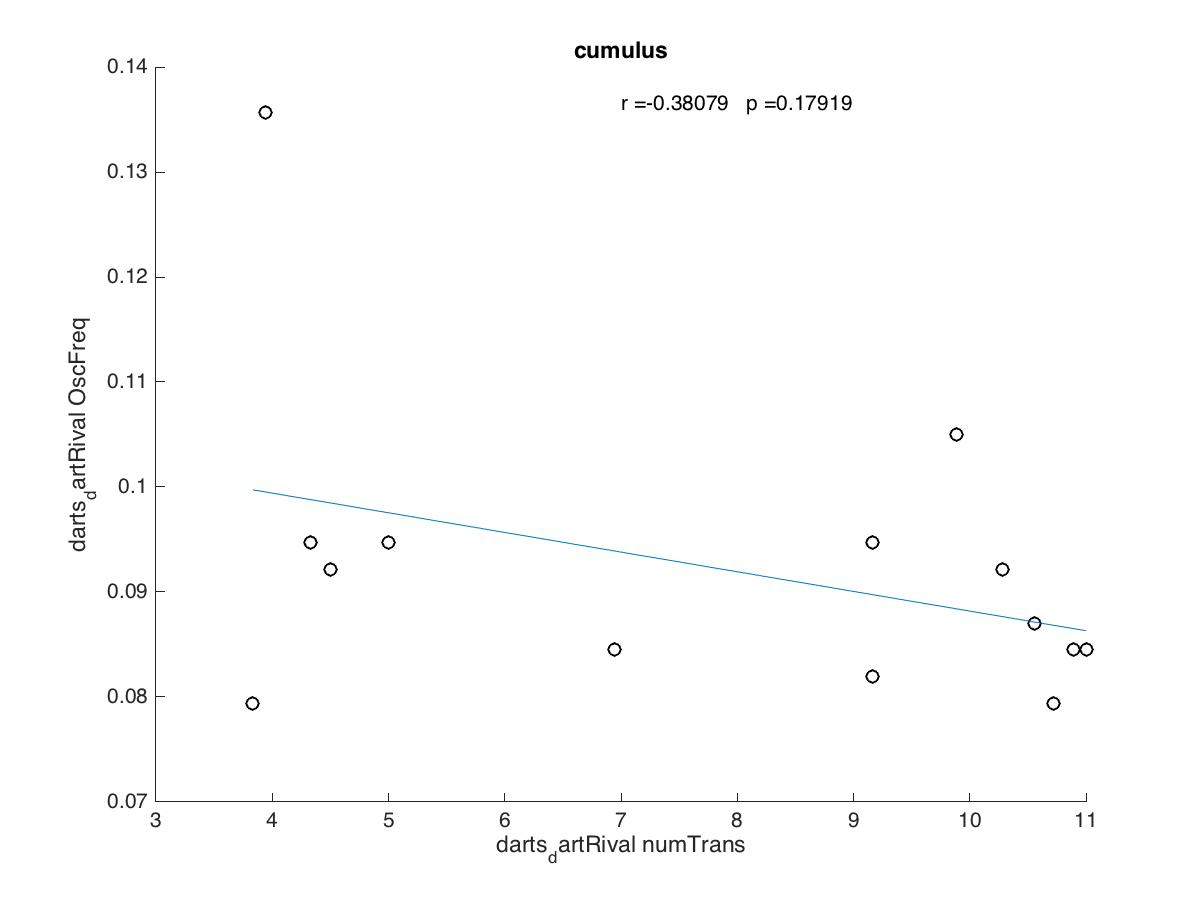 cumulus
r =-0.38079 p =0.17919
0.14
0.13
0.12
0.11
0.1
0.09
0.08
0.07
darts_dartRival OscFreq
3 4 5 6 7 8 9 10 11
darts_dartRival numTrans